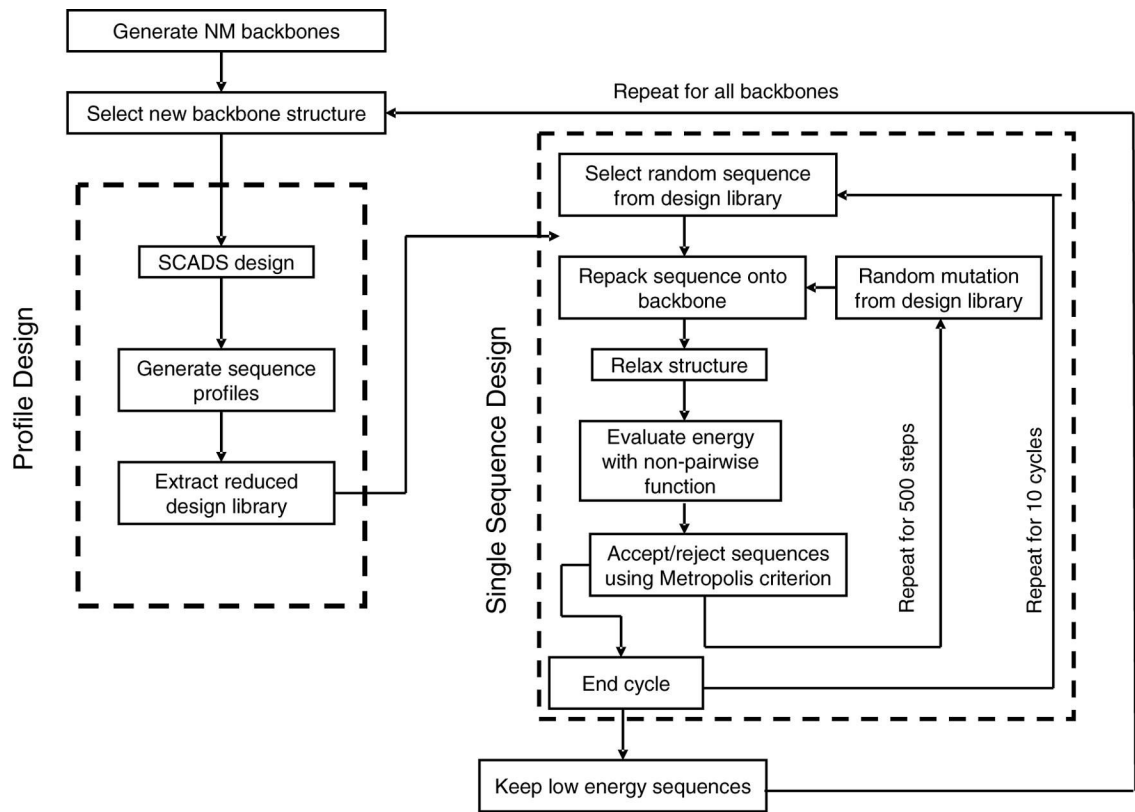 Generate NM backbones
Select new backbone structure
Repeat for all backbones
Profile Design
SCADS design
Generate sequence
profiles
Extract reduced
design library
Single Sequence Design
Select random sequence
from design library
Repack sequence onto
backbone
Random mutation
from design library
Relax structure
Evaluate energy
with non-pairwise
function
Accept/reject sequences
using Metropolis criterion
Repeat for 500 steps
Repeat for 10 cycles
End cycle
Keep low energy sequences